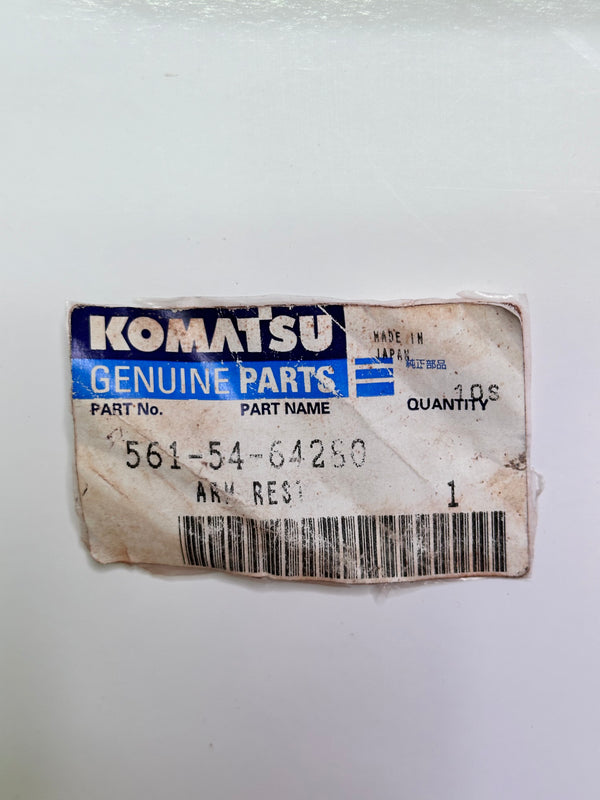 KOMATSU
MADE IN
JAPAN
純正部品
GENUINE PARTS
PART No. PART NAME QUANTITY
10S
561-54-64280
ARM REST 1